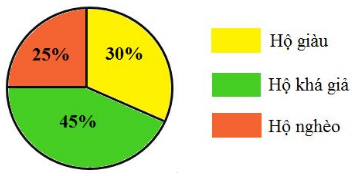 25%
30%
45%
Hộ giàu
Hộ khá giả
Hộ nghèo